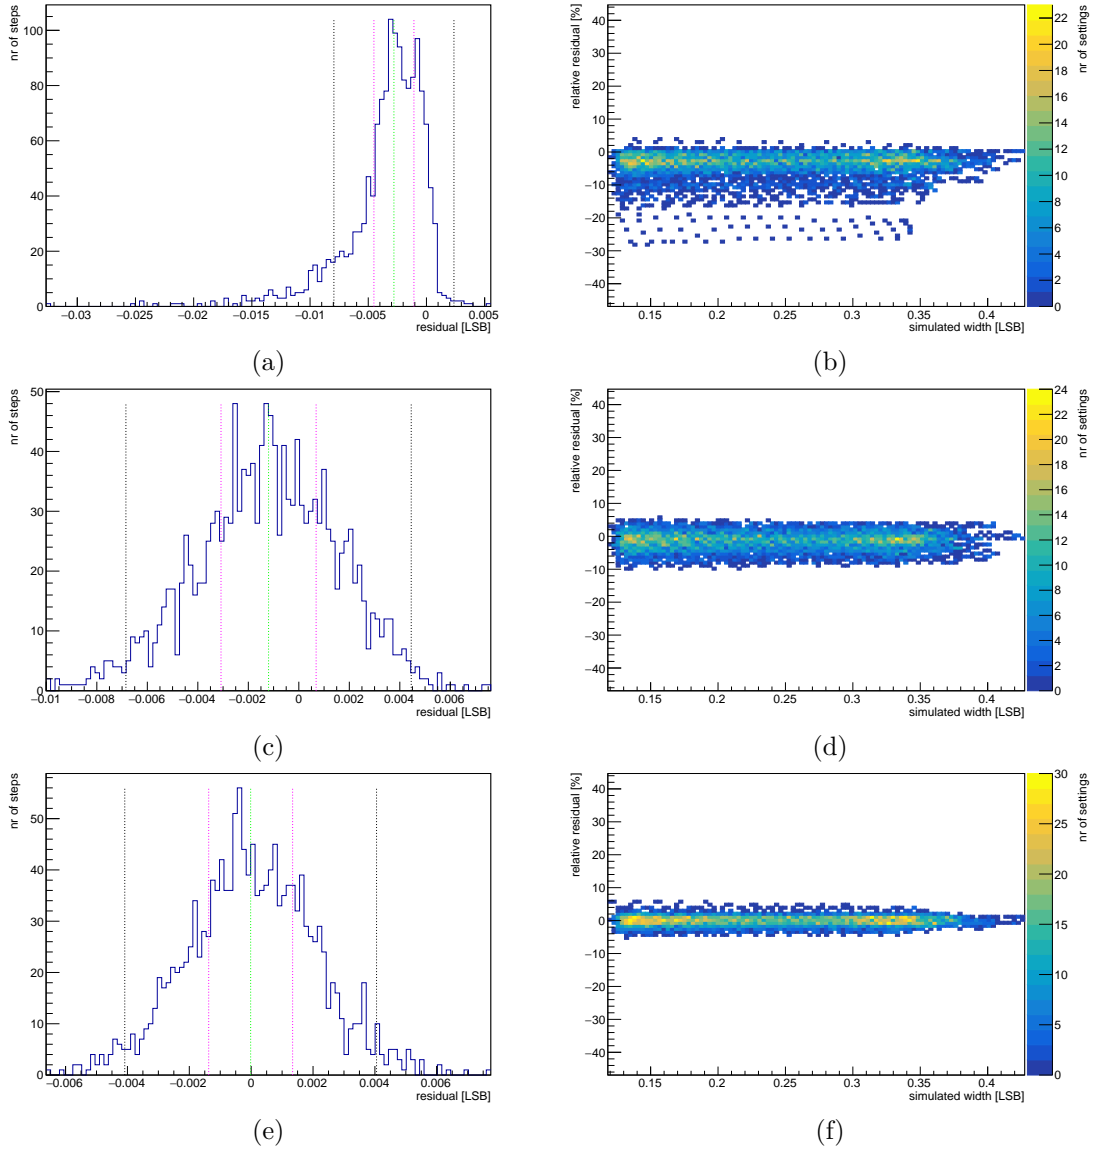 nr of steps
100
80
60
40
20
0
−0.03 −0.025 −0.02 −0.015 −0.01 −0.005 0 0.005
residual [LSB]
(a)
relative residual [%]
40
30
20
10
0
−10
−20
−30
−40
0.15 0.2 0.25 0.3 0.35 0.4
simulated width [LSB]
22
20
18
16
14
12
10
8
6
4
2
0
nr of settings
(b)
nr of steps
50
40
30
20
10
0
−0.01 −0.008 −0.006 −0.004 −0.002 0 0.002 0.004 0.006
residual [LSB]
(c)
relative residual [%]
40
30
20
10
0
−10
−20
−30
−40
0.15 0.2 0.25 0.3 0.35 0.4
simulated width [LSB]
24
22
20
18
16
14
12
10
8
6
4
2
0
nr of settings
(d)
nr of steps
50
40
30
20
10
0
−0.006 −0.004 −0.002 0 0.002 0.004 0.006
residual [LSB]
(e)
relative residual [%]
40
30
20
10
0
−10
−20
−30
−40
0.15 0.2 0.25 0.3 0.35 0.4
simulated width [LSB]
30
25
20
15
10
5
0
nr of settings
(f)